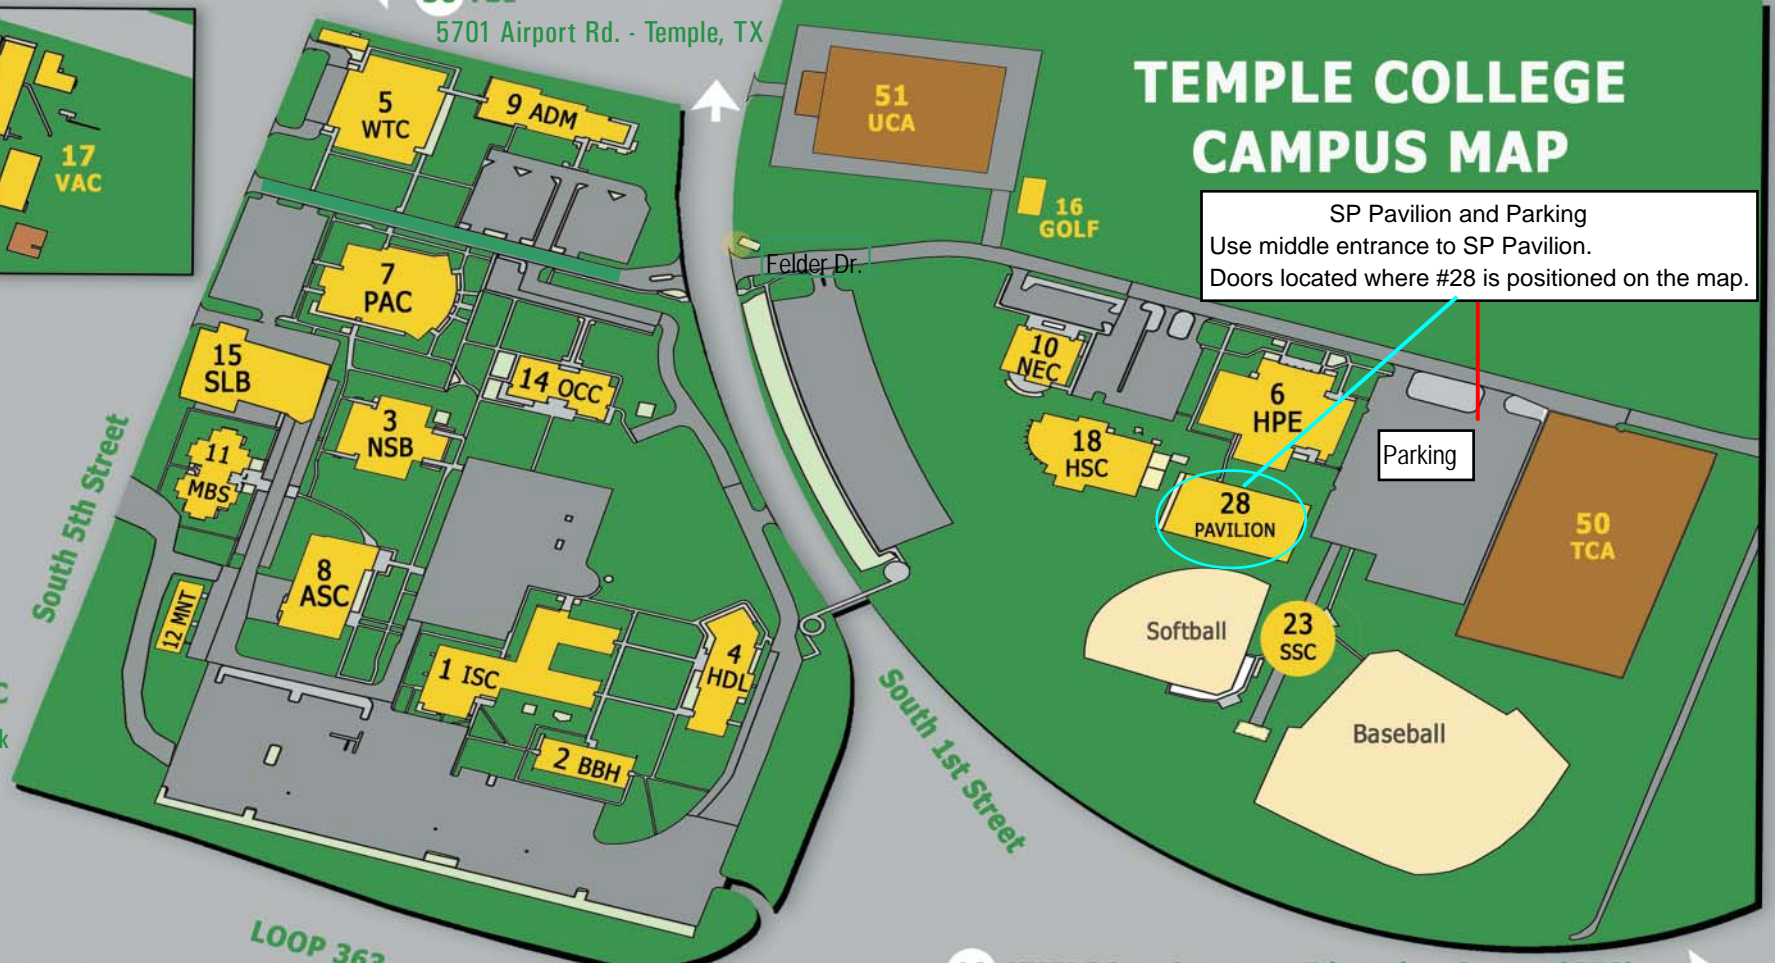 5701 Airport Rd. - Temple, TX
TEMPLE COLLEGE
CAMPUS MAP
SP Pavilion and Parking
Use middle entrance to SP Pavilion.
Doors located where #28 is positioned on the map.
17
VAC
5
WTC
9 ADM
51
UCA
16
GOLF
Felder Dr.
7
PAC
15
SLB
14 OCC
3
NSB
11
MBS
10
NEC
6
HPE
18
HSC
Parking
28
PAVILION
50
TCA
South 5th Street
8
ASC
12 MNT
1 ISC
4
HDL
2 BBH
Softball
23
SSC
Baseball
South 1st Street
LOOP 363